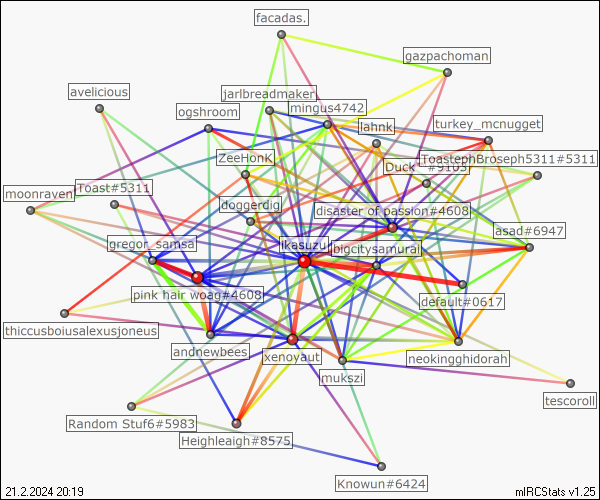 facadas.
gazpachoman
avelicious
jarlbreadmaker
ogshroom
mingus4742
lahnk
turkey_mcnugget
ZeeHonk
ToastephBroseph5311#5311
moonraven
Toast#5311
doggerdig
disaster of passion#4608
asad#6947
gregor_samsa
ikasuzu
bigcitysamurai
pink hair woag#4608
default#0617
thiccusboiusalexusjoneus
andnewbees
xenoyaut
neokingghidorah
mukszi
tescoroll
Random Stuf6#5983
Heighleaigh#8575
Knowun#6424
21.2.2024 20:19
mIRCStats v1.25